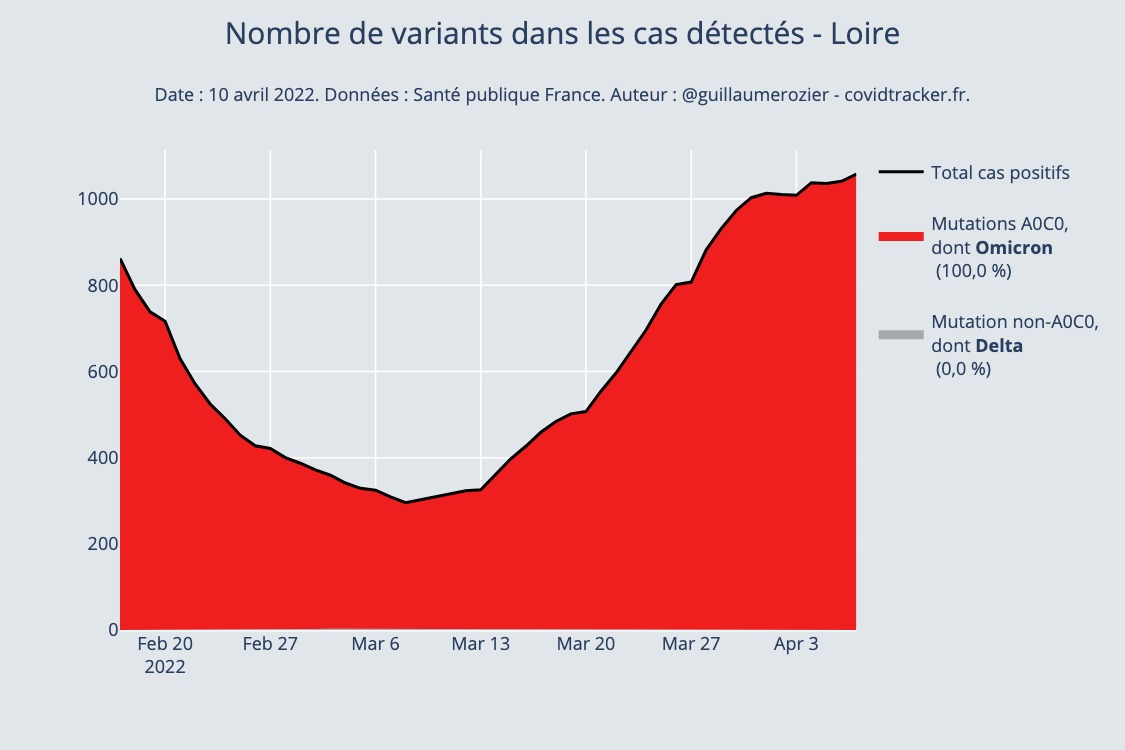 Nombre de variants dans les cas détectés - Loire
Date : 10 avril 2022. Données : Santé publique France. Auteur : @guillaumerozier - covidtracker.fr.
1000
800
600
400
200
0
Feb 20
2022
Feb 27
Mar 6
Mar 13
Mar 20
Mar 27
Apr 3
Total cas positifs
Mutations A0C0,
dont Omicron
(100,0 %)
Mutation non-A0C0,
dont Delta
(0,0 %)